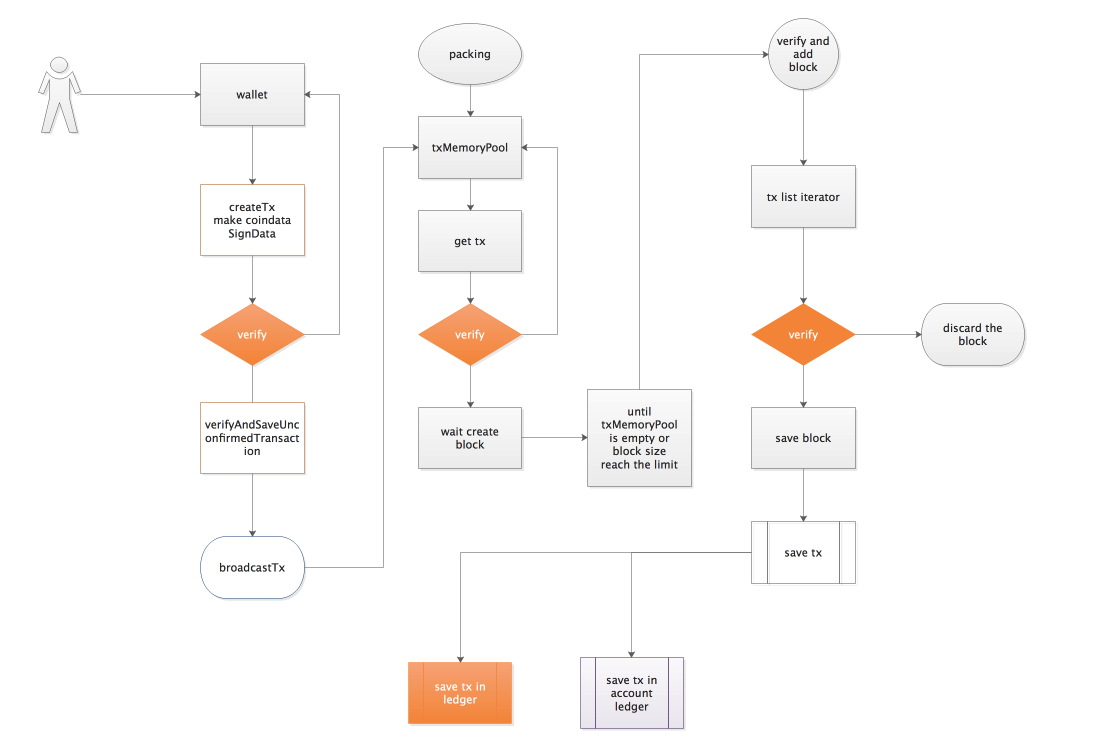 wallet
createTx
make coindata
SignData
verify
verifyAndSaveUnc
onfirmedTransact
ion
broadcastTx
packing
txMemoryPool
get tx
verify
wait create
block
until
txMemoryPool
is empty or
block size
reach the limit
verify and
add
block
tx list iterator
verify
discard the
block
save block
save tx
save tx in
ledger
save tx in
account
ledger